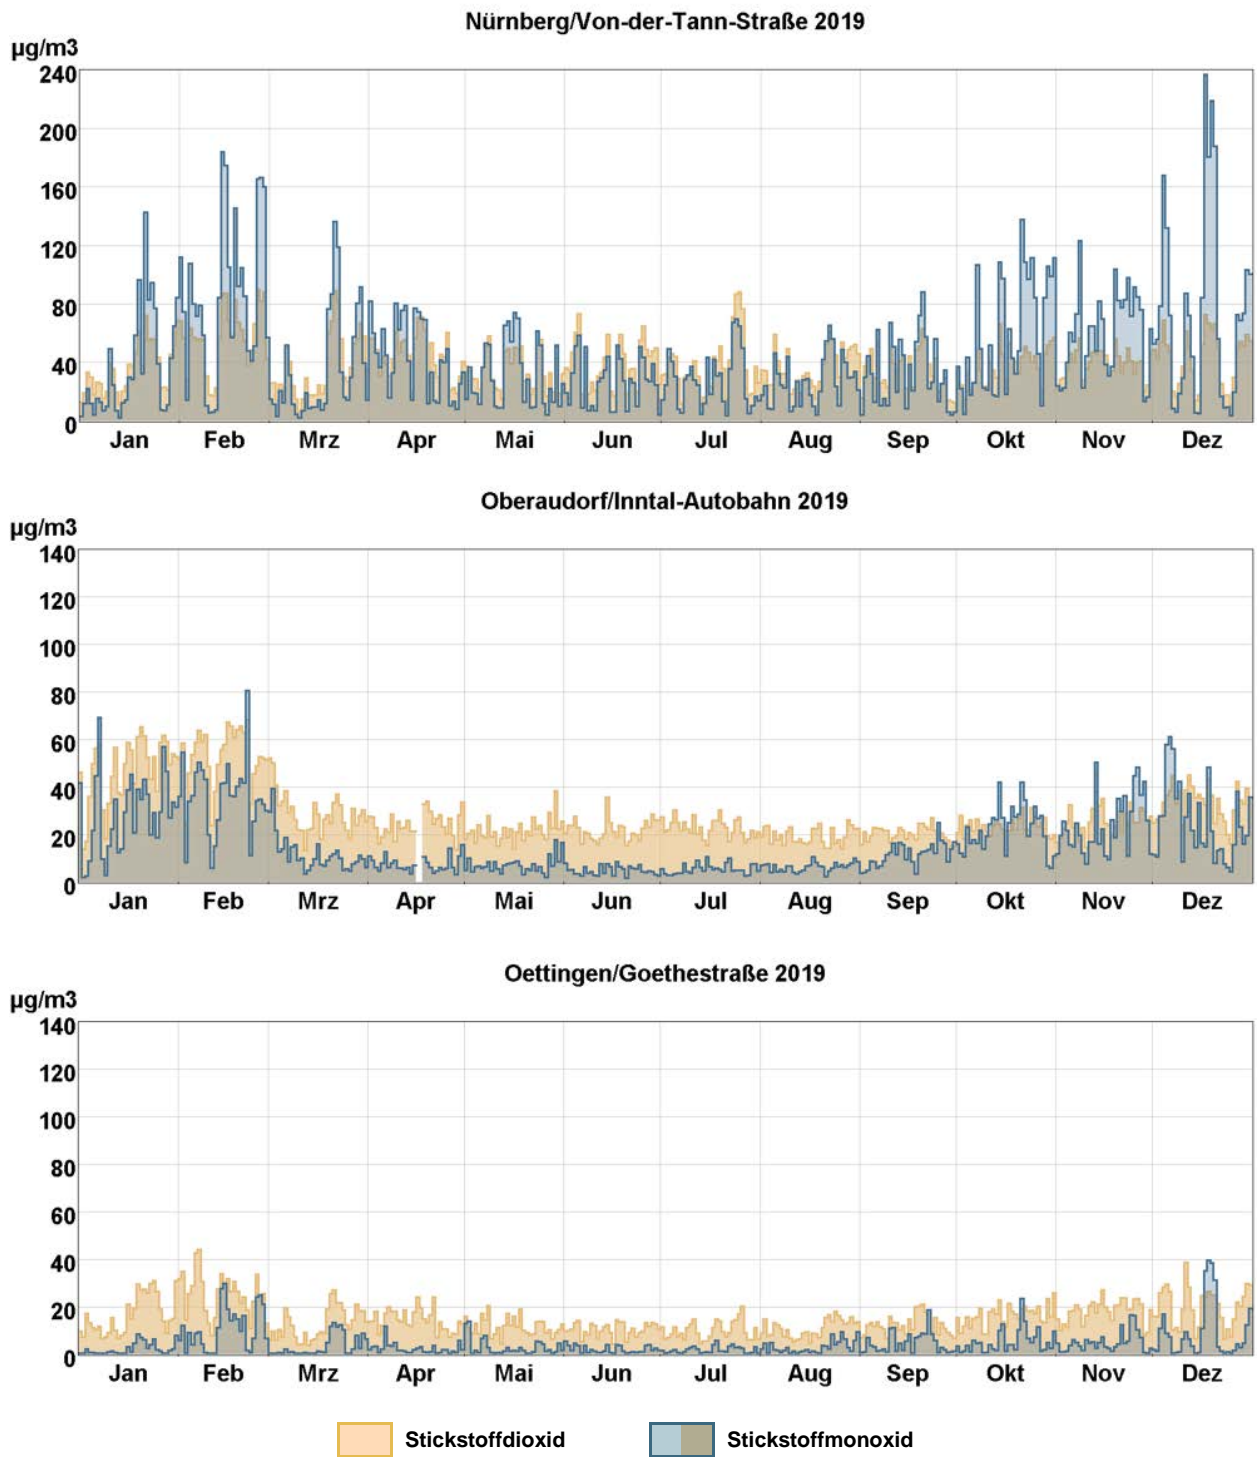 Nürnberg/Von-der-Tann-Straße 2019
µg/m3
240
200
160
120
80
40
0
Jan Feb Mrz Apr Mai Jun Jul Aug Sep Okt Nov Dez
Oberaudorf/Inntal-Autobahn 2019
µg/m3
140
120
100
80
60
40
20
0
Jan Feb Mrz Apr Mai Jun Jul Aug Sep Okt Nov Dez
Oettingen/Goethestraße 2019
µg/m3
140
120
100
80
60
40
20
0
Jan Feb Mrz Apr Mai Jun Jul Aug Sep Okt Nov Dez
Stickstoffdioxid Stickstoffmonoxid